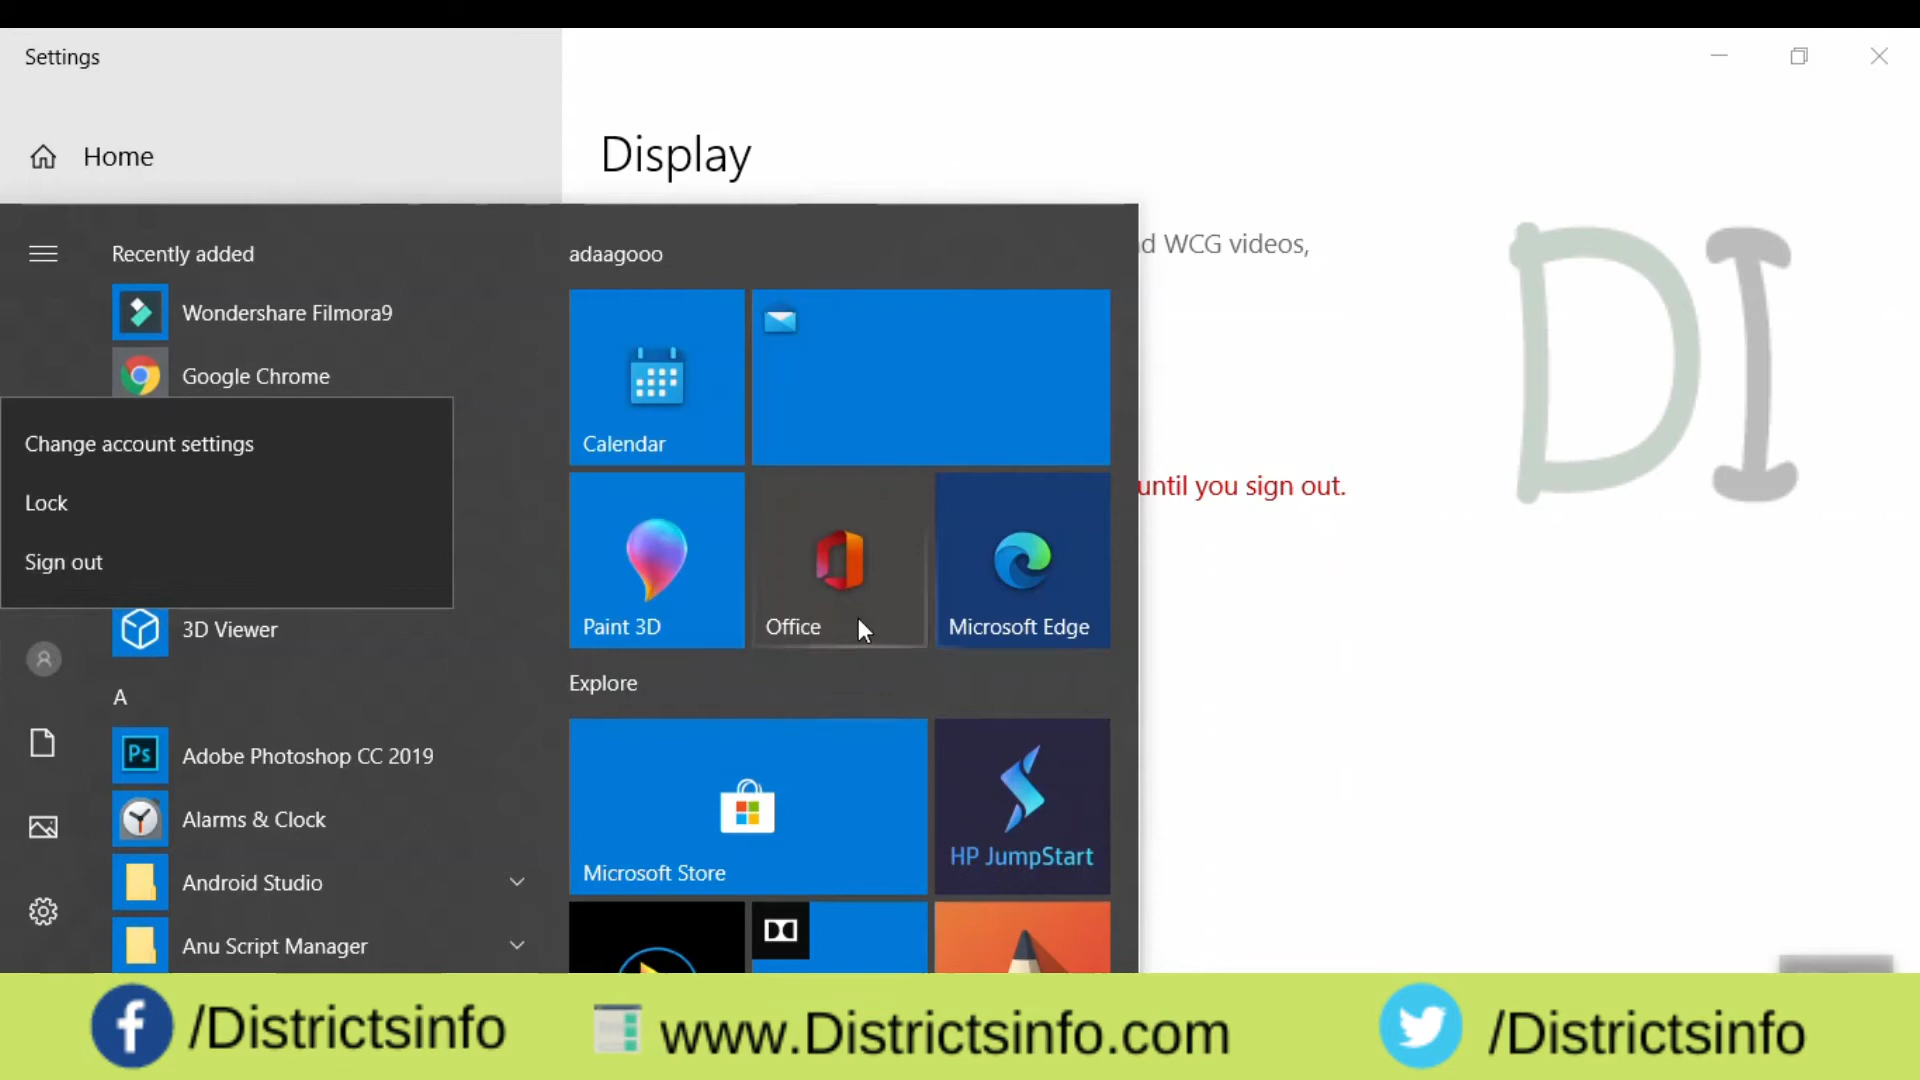 Settings
Home
Display
d WCG videos,
until you sign out.
DI
Recently added
Wondershare Filmora9
Google Chrome
Change account settings
Lock
Sign out
3D Viewer
A
Ps
Adobe Photoshop CC 2019
Alarms & Clock
Android Studio
Anu Script Manager
adaagooo
Calendar
Paint 3D
Office
Microsoft Edge
Explore
Microsoft Store
HP JumpStart
/Districtsinfo
www.Districtsinfo.com
/Districtsinfo